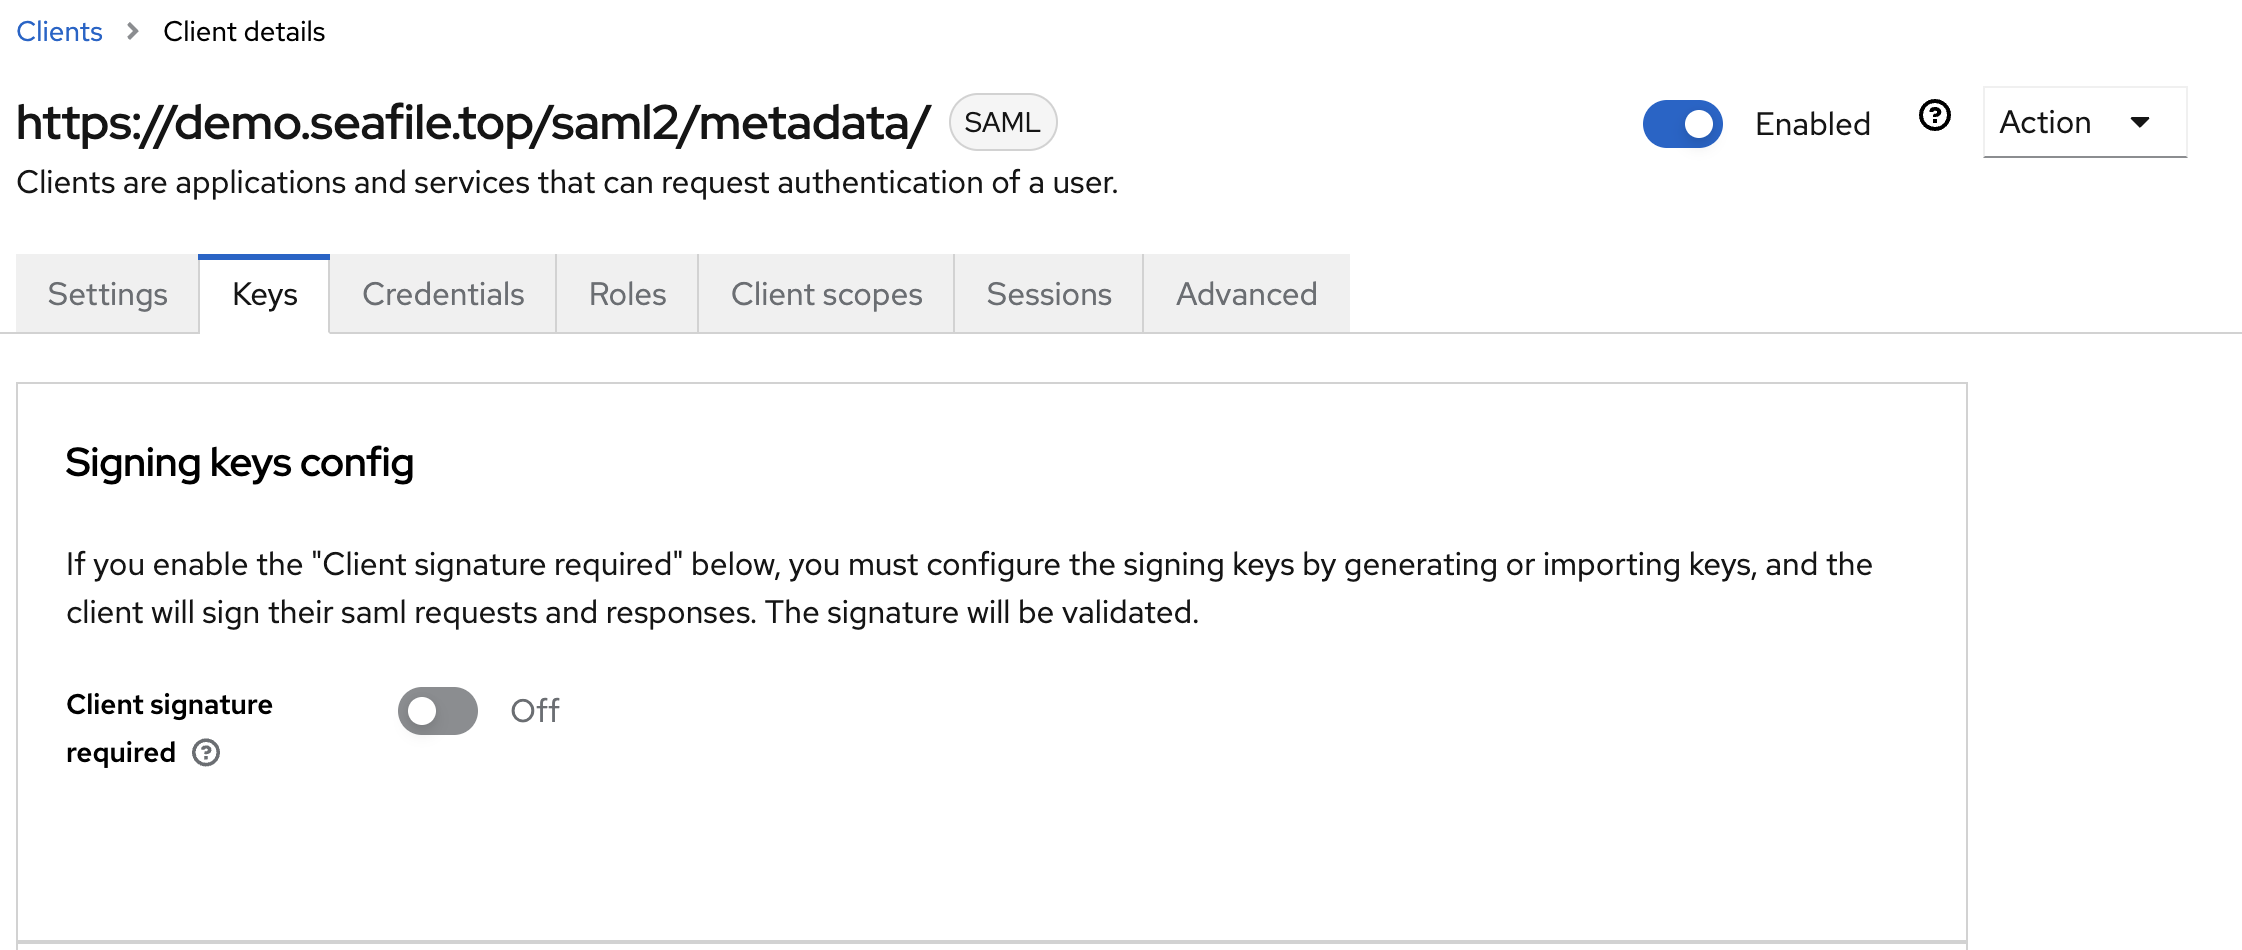 Clients > Client details
https://demo.seafile.top/saml2/metadata/ SAML
Enabled
Action
Clients are applications and services that can request authentication of a user.
Settings Keys Credentials Roles Client scopes Sessions Advanced
Signing keys config
If you enable the "Client signature required" below, you must configure the signing keys by generating or importing keys, and the
client will sign their saml requests and responses. The signature will be validated.
Client signature
required
Off